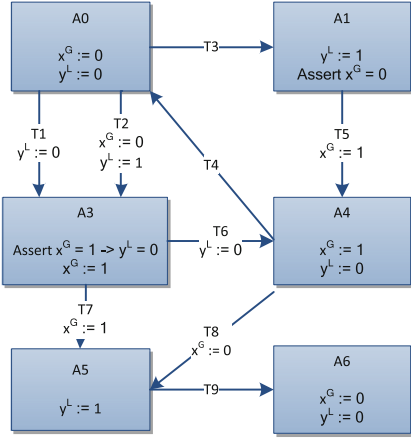 A0
x^G := 0
y^L := 0
T3
A1
y^L := 1
Assert x^G = 0
T1
y^L := 0
T2
x^G := 0
y^L := 1
T4
T5
x^G := 1
A3
Assert x^G = 1 -> y^L = 0
x^G := 1
T6
y^L := 0
A4
x^G := 1
y^L := 0
T7
x^G := 1
T8
x^G := 0
A5
y^L := 1
T9
A6
x^G := 0
y^L := 0